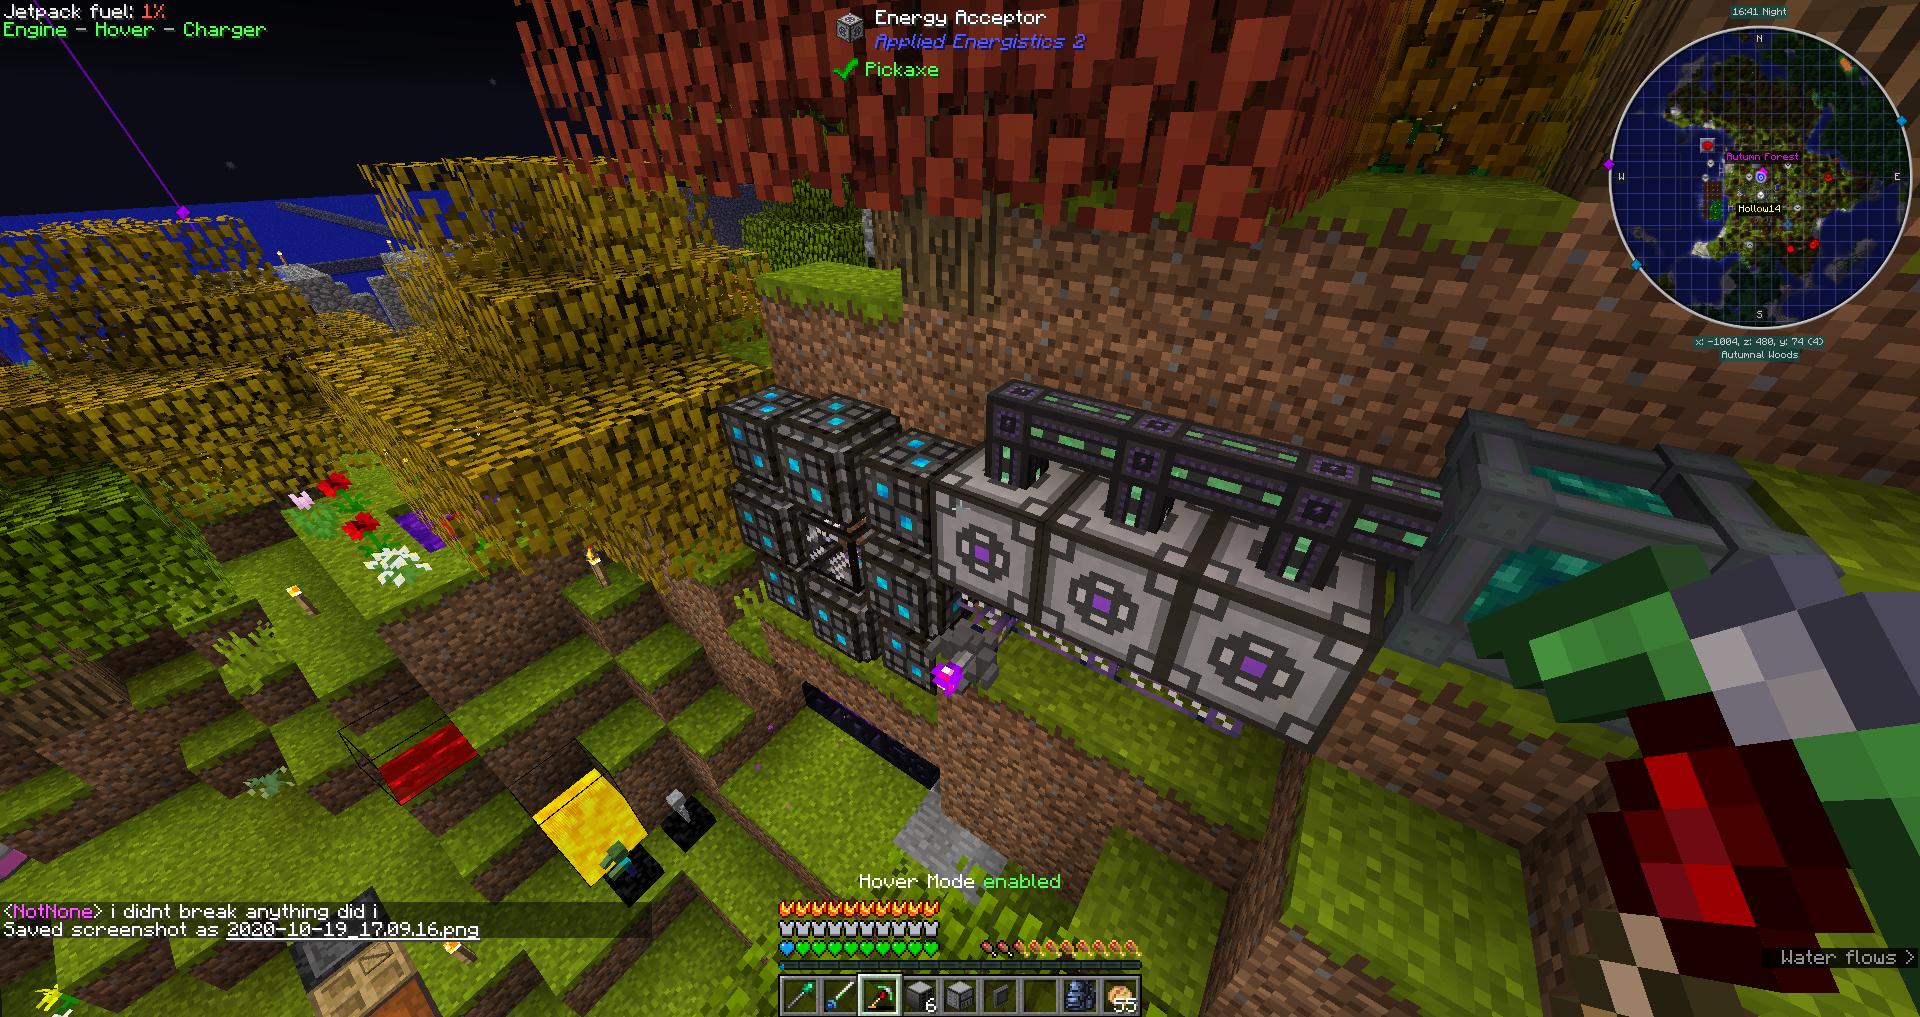 Jetpack fuel: 1%
Engine - Hover - Charger
Energy Acceptor
Applied Energistics 2
Pickaxe
16:41 Night
N
W
E
S
Autumn Forest
Hollow14
x: -1004, z: 480, y: 74 (4)
Autumnal Woods
Hover Mode enabled
<NotNone> i didnt break anything did i
Saved screenshot as 2020-10-19_17.09.16.png
Water flows >
6
55